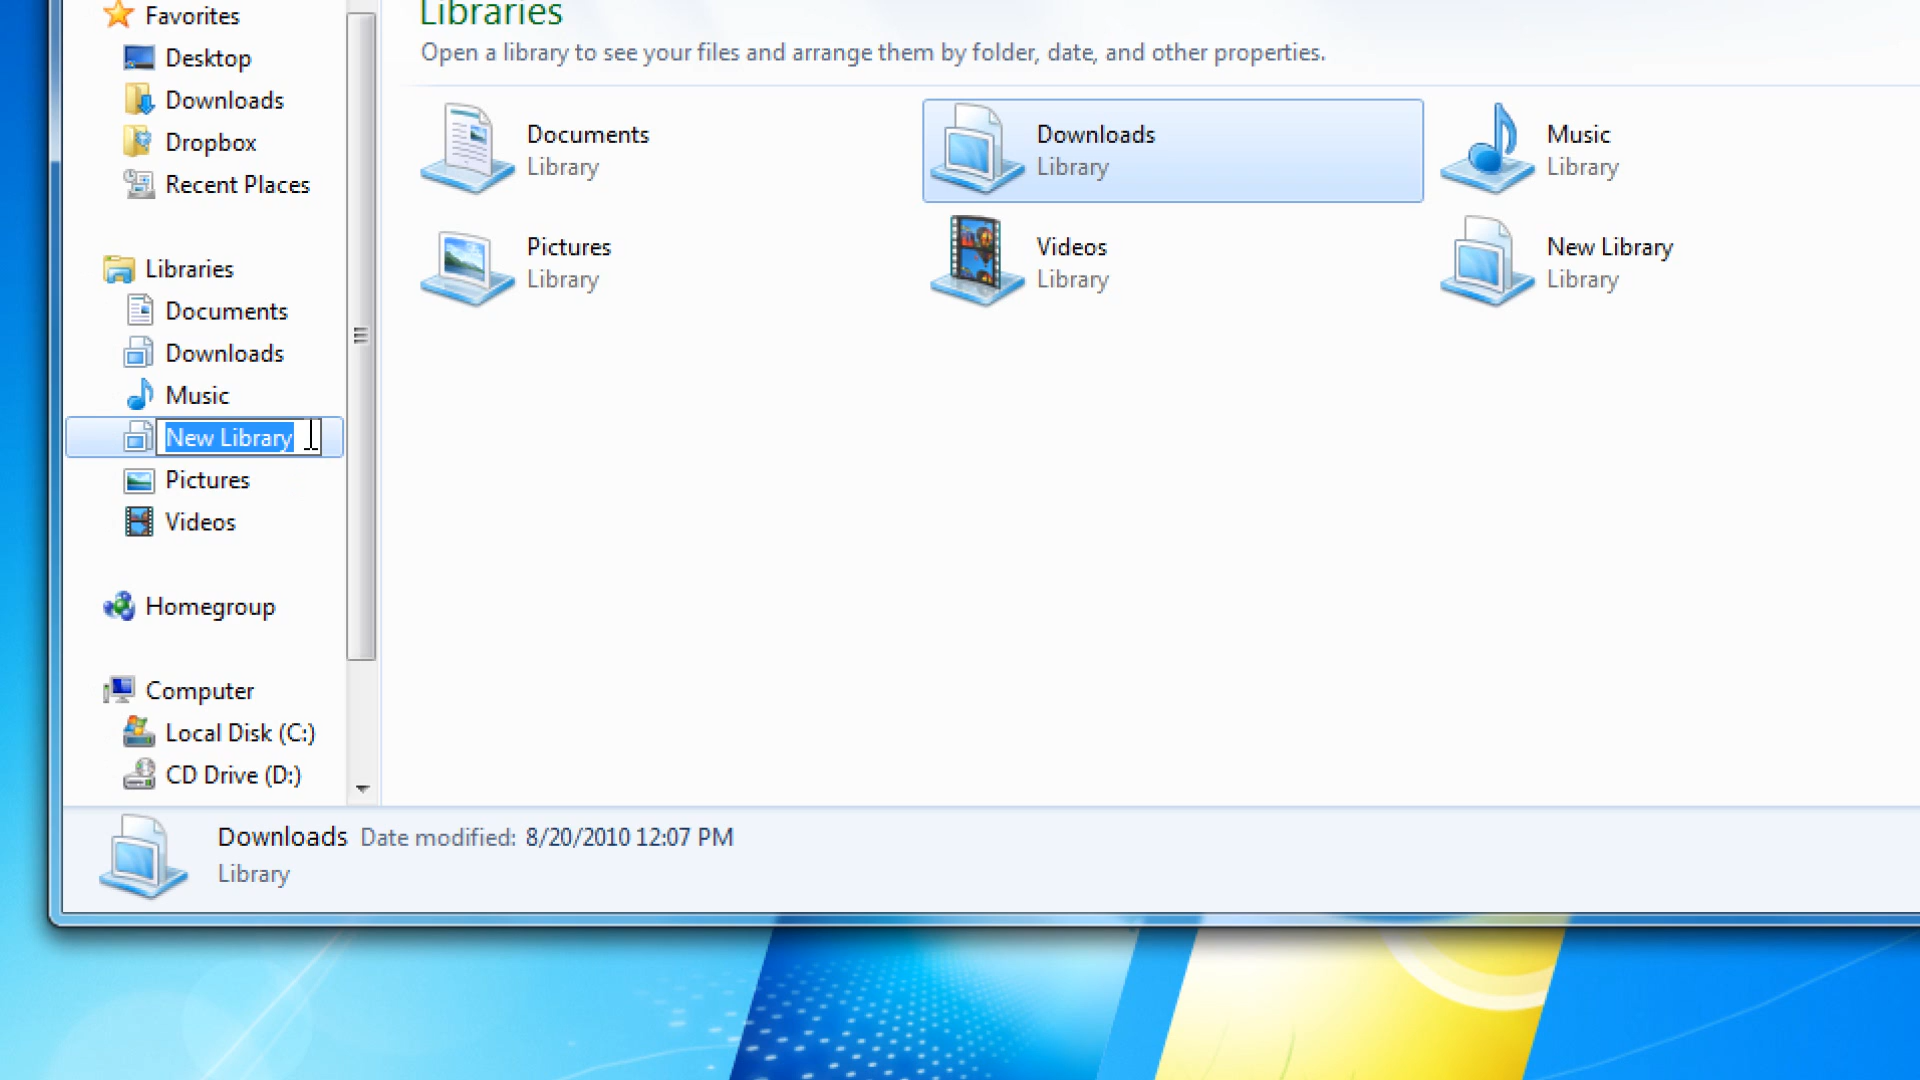 Favorites
Desktop
Downloads
Dropbox
Recent Places
Libraries
Documents
Downloads
Music
New Library
Pictures
Videos
Homegroup
Computer
Local Disk (C:)
CD Drive (D:)
Libraries
Open a library to see your files and arrange them by folder, date, and other properties.
Documents
Library
Downloads
Library
Music
Library
Pictures
Library
Videos
Library
New Library
Library
Downloads Date modified: 8/20/2010 12:07 PM
Library